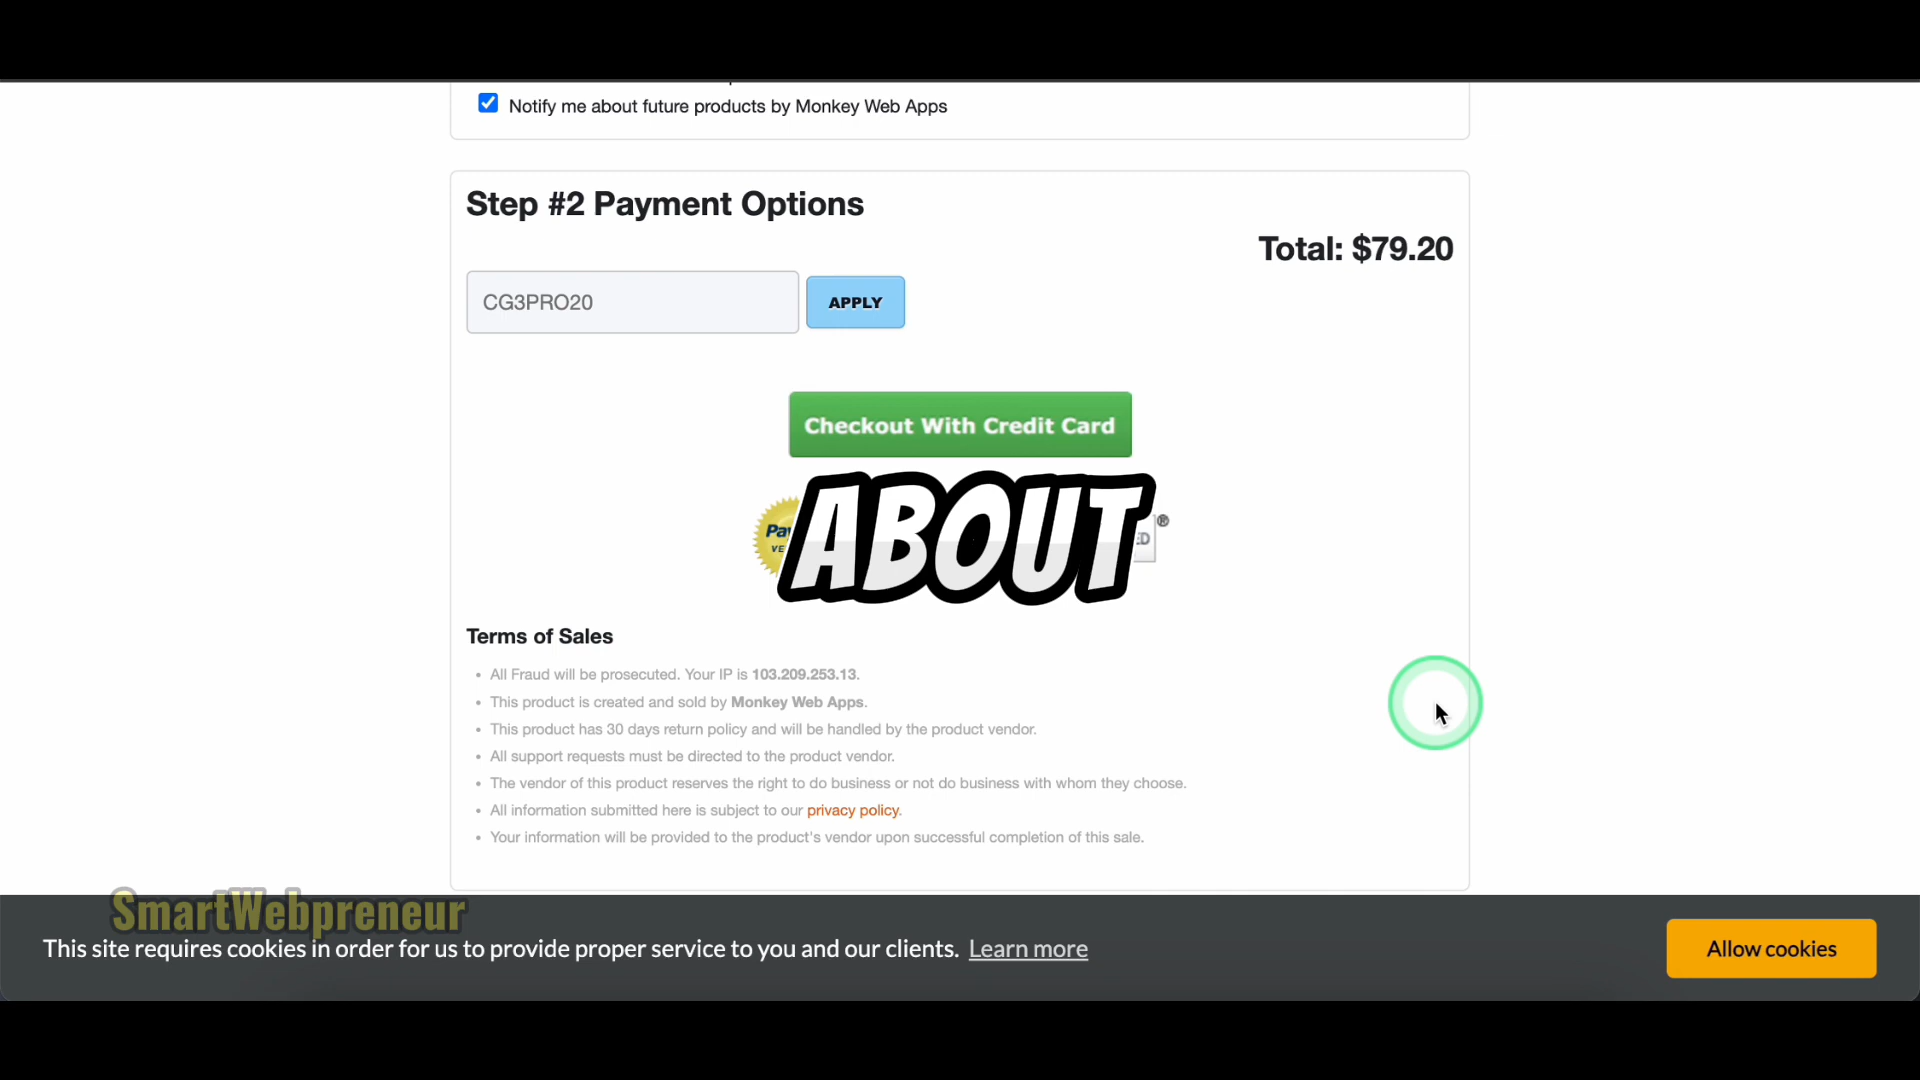 Notify me about future products by Monkey Web Apps
Step #2 Payment Options
Total: $79.20
CG3PRO20
APPLY
Checkout With Credit Card
ABOUT
®
Terms of Sales
• All Fraud will be prosecuted. Your IP is 103.209.253.13.
• This product is created and sold by Monkey Web Apps.
• This product has 30 days return policy and will be handled by the product vendor.
• All support requests must be directed to the product vendor.
• The vendor of this product reserves the right to do business or not do business with whom they choose.
• All information submitted here is subject to our privacy policy.
• Your information will be provided to the product's vendor upon successful completion of this sale.
SmartWebpreneur
This site requires cookies in order for us to provide proper service to you and our clients. Learn more
Allow cookies